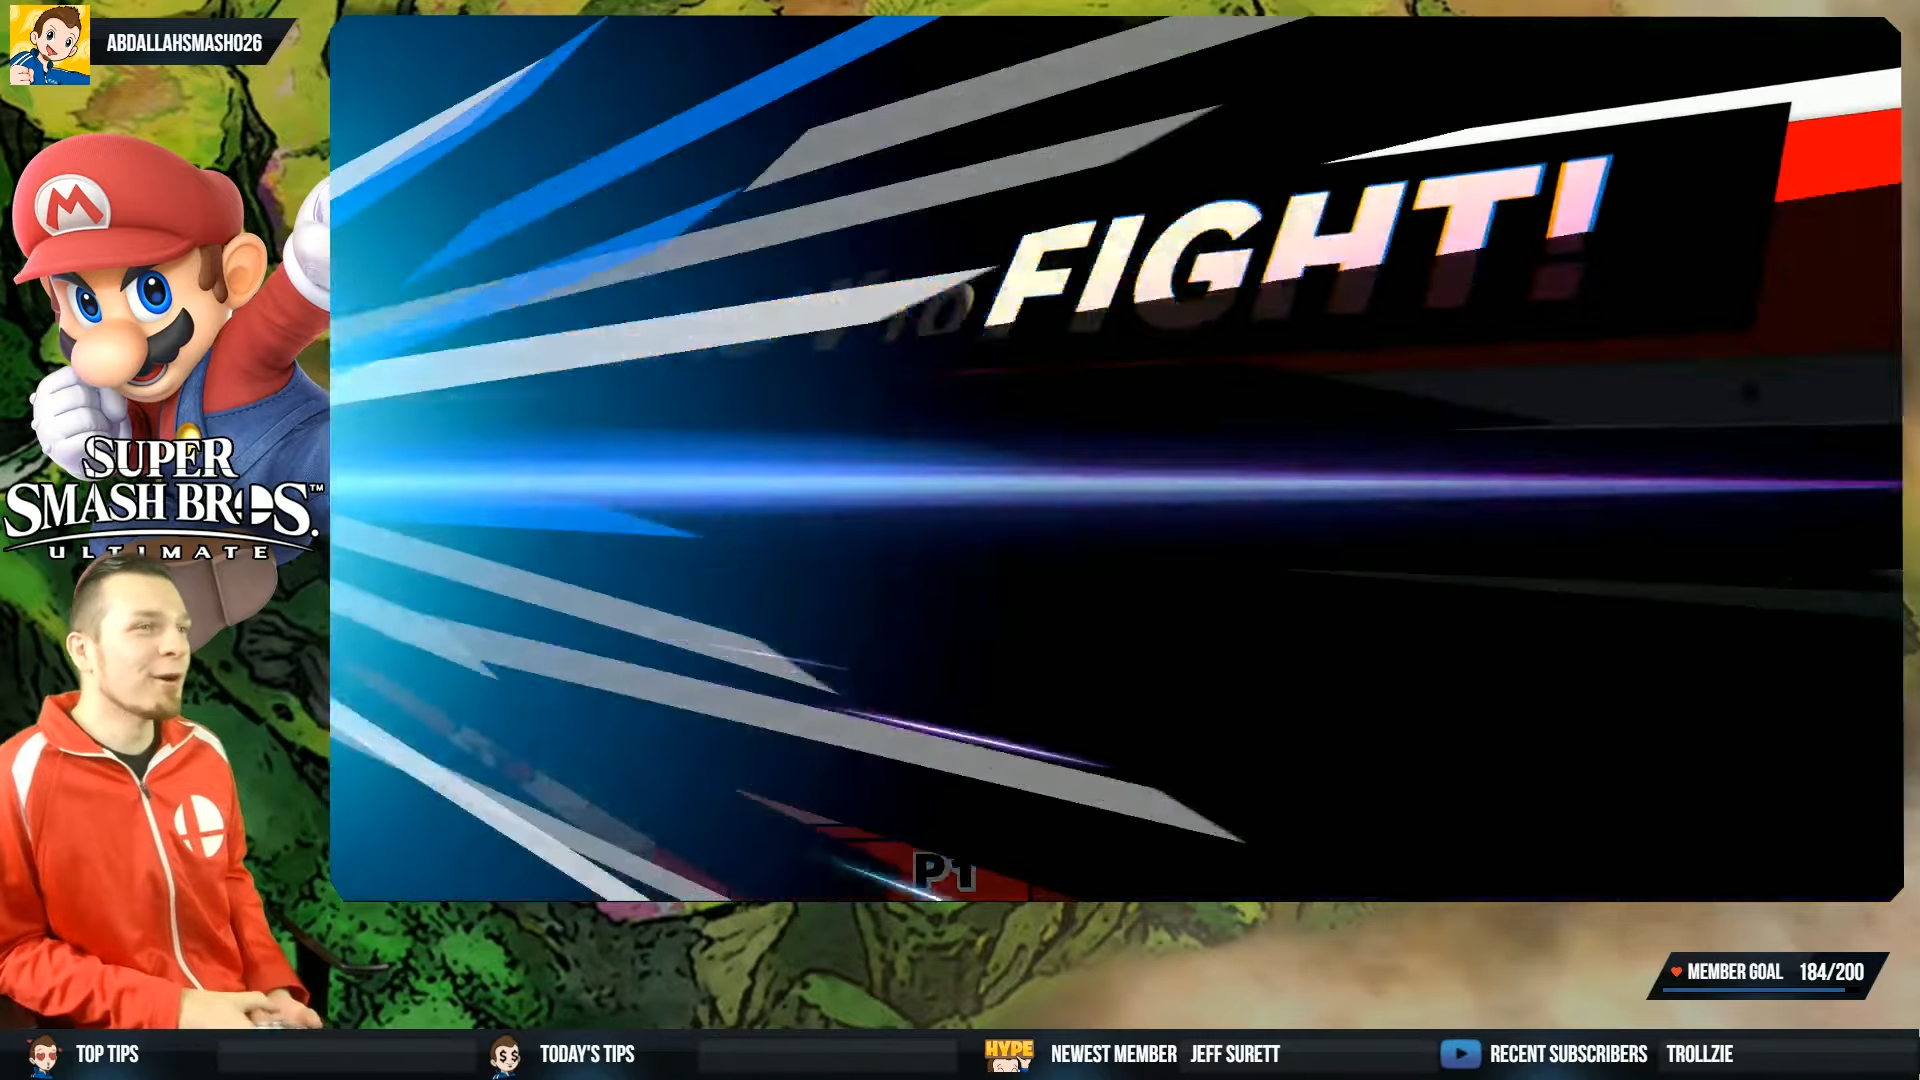 ABDALLAHSMASH026
M
FIGHT!
SUPER
SMASH BROS.™
ULTIMATE
P1
MEMBER GOAL 184/200
TOP TIPS
TODAY'S TIPS
HYPE
NEWEST MEMBER JEFF SURETT
RECENT SUBSCRIBERS TROLLZIE